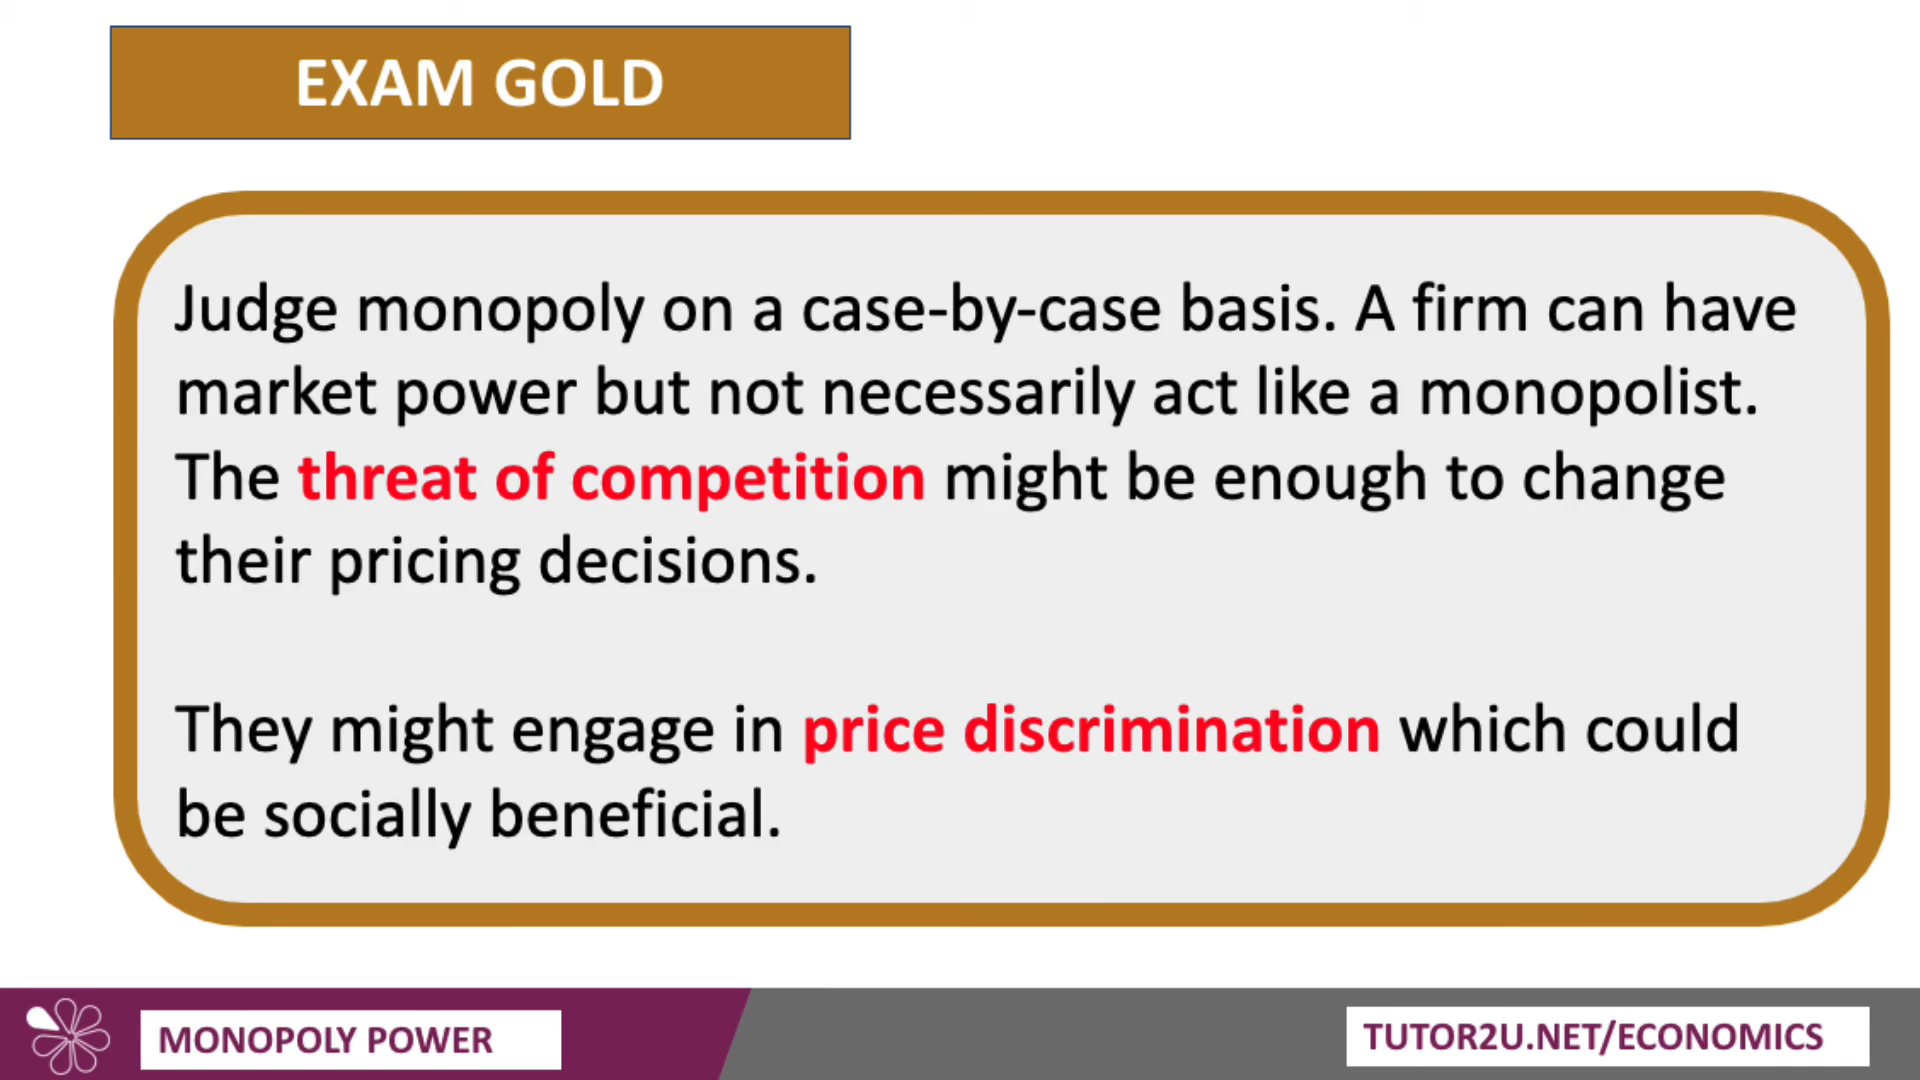 EXAM GOLD
Judge monopoly on a case-by-case basis. A firm can have
market power but not necessarily act like a monopolist.
The threat of competition might be enough to change
their pricing decisions.
They might engage in price discrimination which could
be socially beneficial.
MONOPOLY POWER
TUTOR2U.NET/ECONOMICS